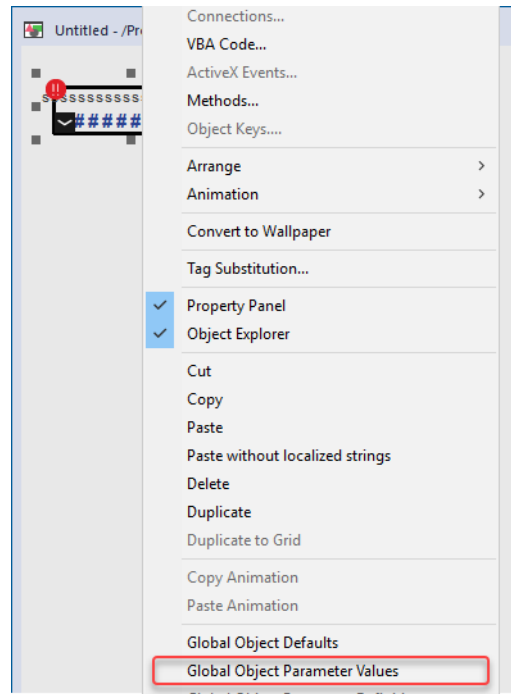 Connections...
Untitled - /Pr
VBA Code...
ActiveX Events...
Methods...
Object Keys....
!!
sssssssssss
#####
Arrange
Animation
Convert to Wallpaper
Tag Substitution...
Property Panel
Object Explorer
Cut
Copy
Paste
Paste without localized strings
Delete
Duplicate
Duplicate to Grid
Copy Animation
Paste Animation
Global Object Defaults
Global Object Parameter Values